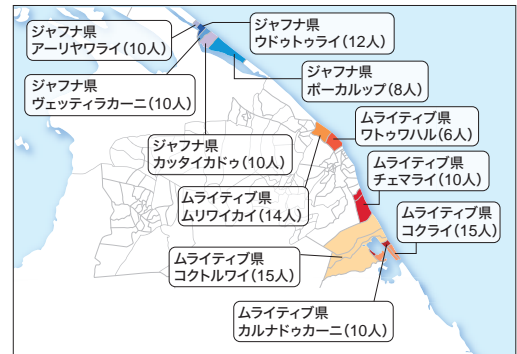 ジャフナ県
アーリヤワライ(10人)
ジャフナ県
ウドゥトゥライ(12人)
ジャフナ県
ヴェッティラカーニ(10人)
ジャフナ県
ポーカルップ(8人)
ジャフナ県
カッタイカドゥ(10人)
ムライティブ県
ワトゥワハル(6人)
ムライティブ県
チェマライ(10人)
ムライティブ県
ムリワイカイ(14人)
ムライティブ県
コクライ(15人)
ムライティブ県
コクトルワイ(15人)
ムライティブ県
カルナドゥカーニ(10人)